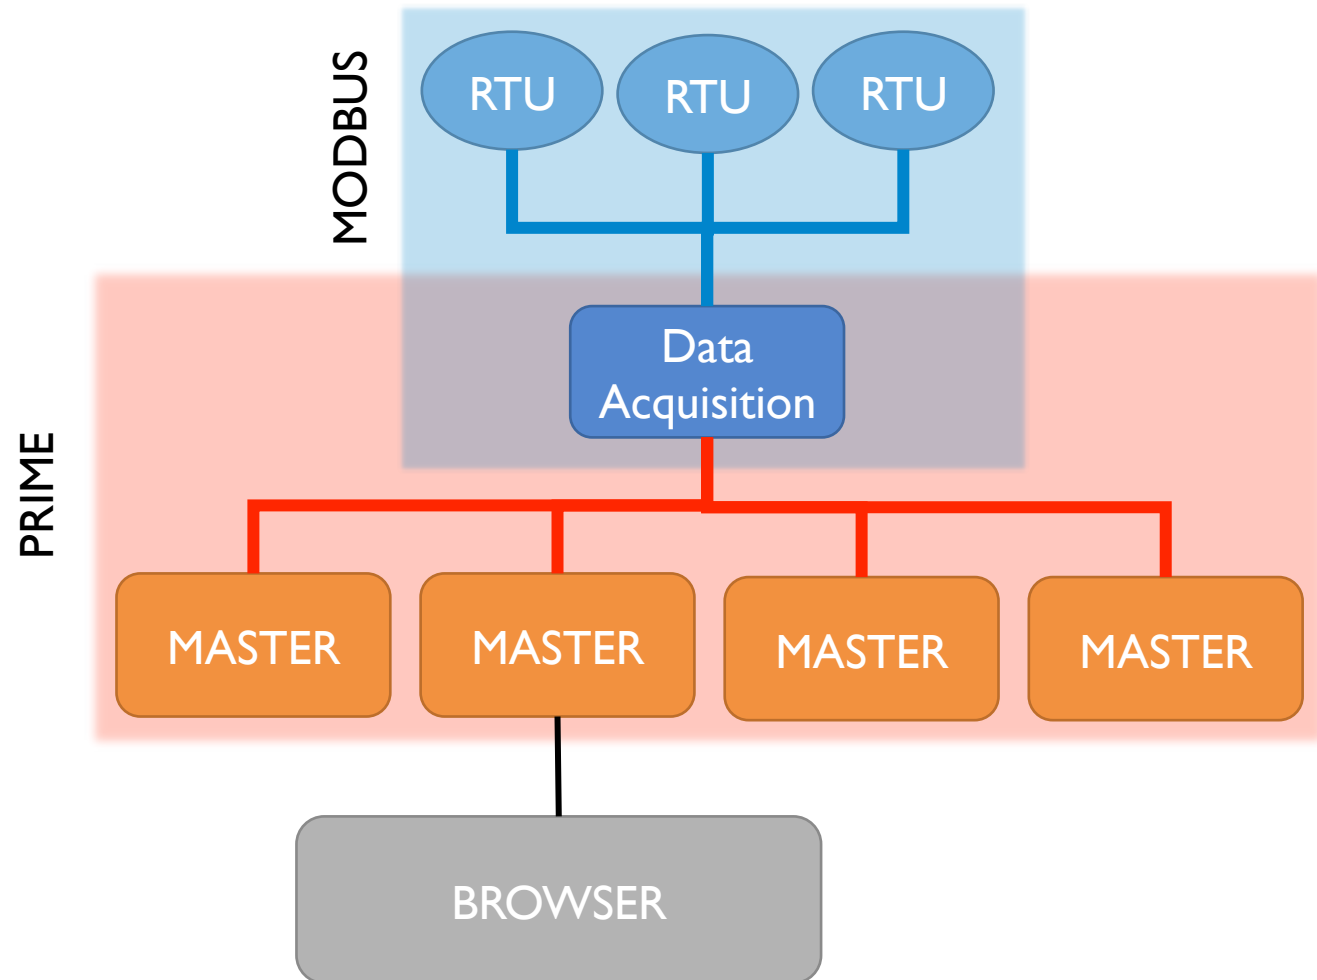 MODBUS
RTU
RTU
RTU
Data
Acquisition
PRIME
MASTER
MASTER
MASTER
MASTER
BROWSER